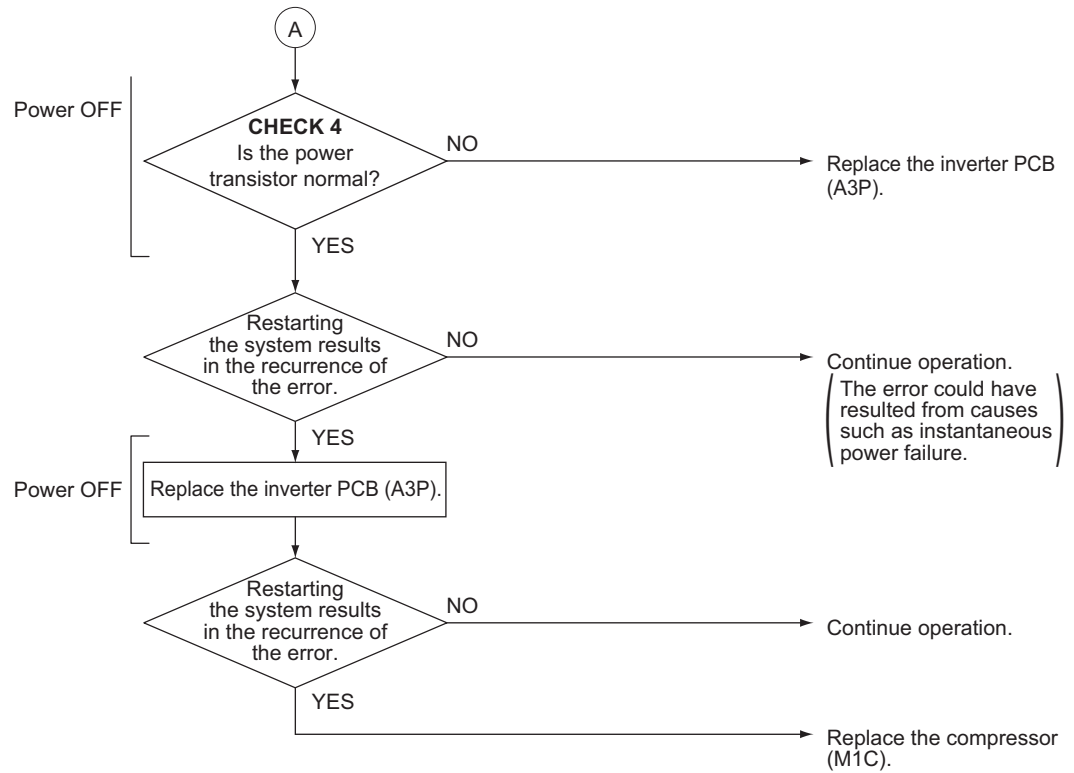 A
Power OFF
CHECK 4
Is the power
transistor normal?
NO
Replace the inverter PCB
(A3P).
YES
Restarting
the system results
in the recurrence of
the error.
NO
Continue operation.
The error could have
resulted from causes
such as instantaneous
power failure.
YES
Power OFF
Replace the inverter PCB (A3P).
Restarting
the system results
in the recurrence of
the error.
NO
Continue operation.
YES
Replace the compressor
(M1C).